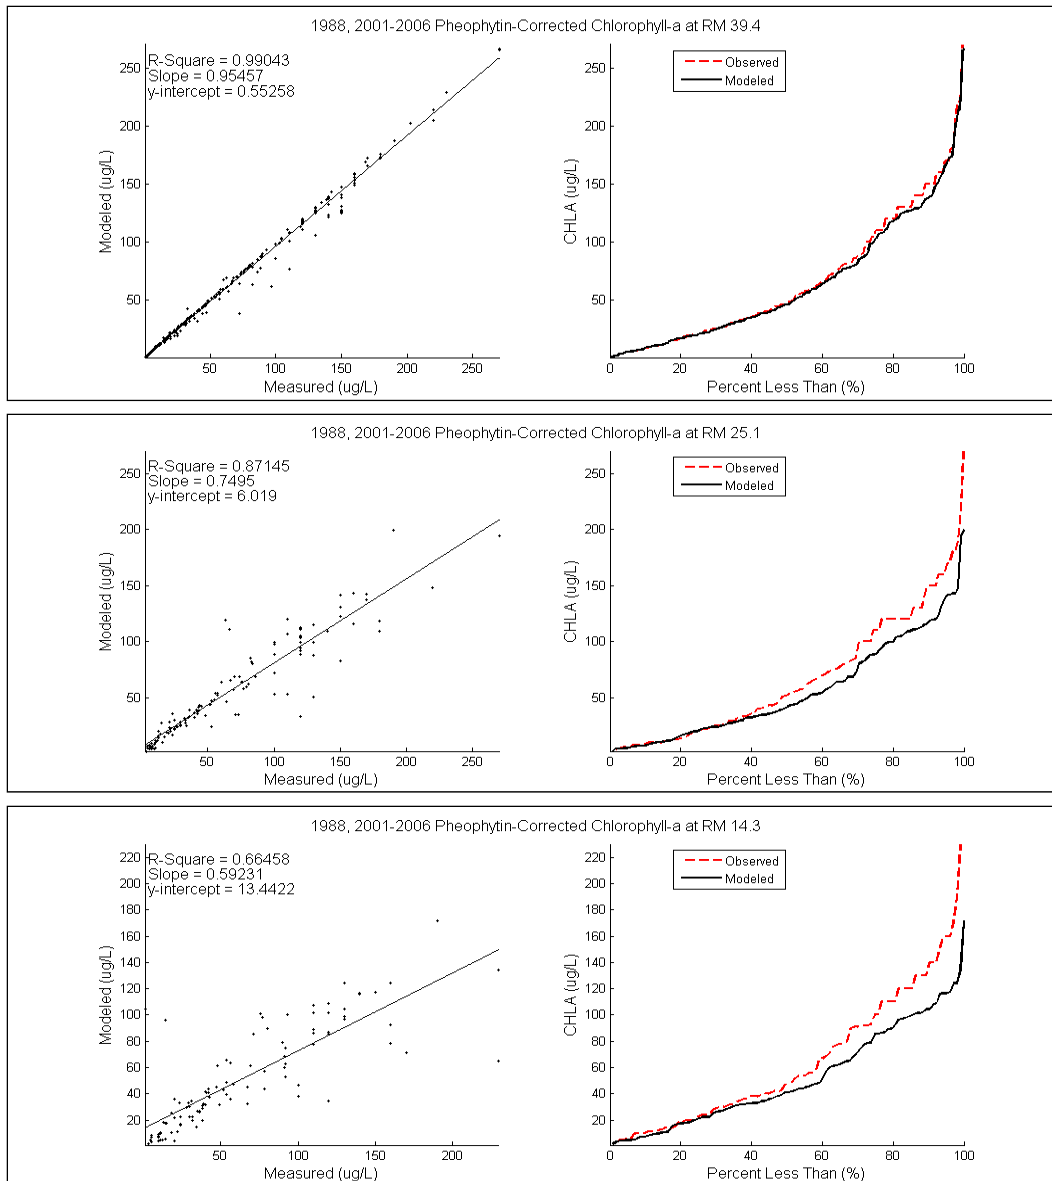 1988, 2001-2006 Pheophytin-Corrected Chlorophyll-a at RM 39.4
R-Square = 0.99043
Slope = 0.95457
y-intercept = 0.55258
Modeled (ug/L)
250
200
150
100
50
50 100 150 200 250
Measured (ug/L)
Observed
Modeled
CHLA (ug/L)
250
200
150
100
50
0 20 40 60 80 100
Percent Less Than (%)
1988, 2001-2006 Pheophytin-Corrected Chlorophyll-a at RM 25.1
R-Square = 0.87145
Slope = 0.7495
y-intercept = 6.019
Modeled (ug/L)
250
200
150
100
50
50 100 150 200 250
Measured (ug/L)
Observed
Modeled
CHLA (ug/L)
250
200
150
100
50
0 20 40 60 80 100
Percent Less Than (%)
1988, 2001-2006 Pheophytin-Corrected Chlorophyll-a at RM 14.3
R-Square = 0.66458
Slope = 0.59231
y-intercept = 13.4422
Modeled (ug/L)
220
200
180
160
140
120
100
80
60
40
20
50 100 150 200
Measured (ug/L)
Observed
Modeled
CHLA (ug/L)
220
200
180
160
140
120
100
80
60
40
20
0 20 40 60 80 100
Percent Less Than (%)